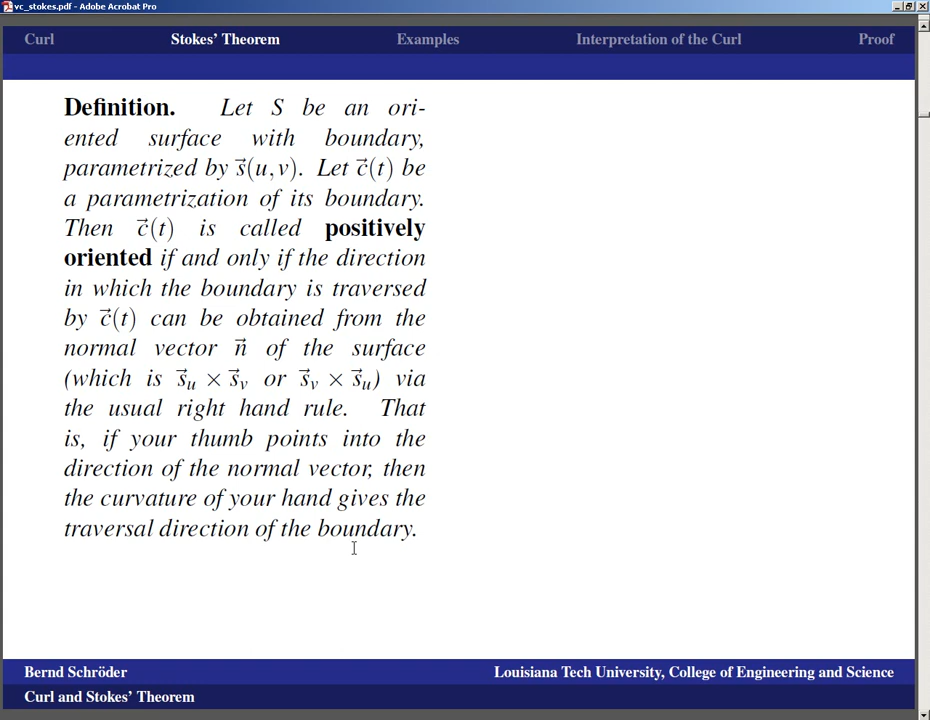 vc_stokes.pdf - Adobe Acrobat Pro
Curl Stokes' Theorem Examples Interpretation of the Curl Proof
Definition. Let S be an ori-
ented surface with boundary,
parametrized by s⃗(u, v). Let c⃗(t) be
a parametrization of its boundary.
Then c⃗(t) is called positively
oriented if and only if the direction
in which the boundary is traversed
by c⃗(t) can be obtained from the
normal vector n⃗ of the surface
(which is s⃗ᵤ × s⃗ᵥ or s⃗ᵥ × s⃗ᵤ) via
the usual right hand rule. That
is, if your thumb points into the
direction of the normal vector, then
the curvature of your hand gives the
traversal direction of the boundary.
Bernd Schröder Louisiana Tech University, College of Engineering and Science
Curl and Stokes' Theorem